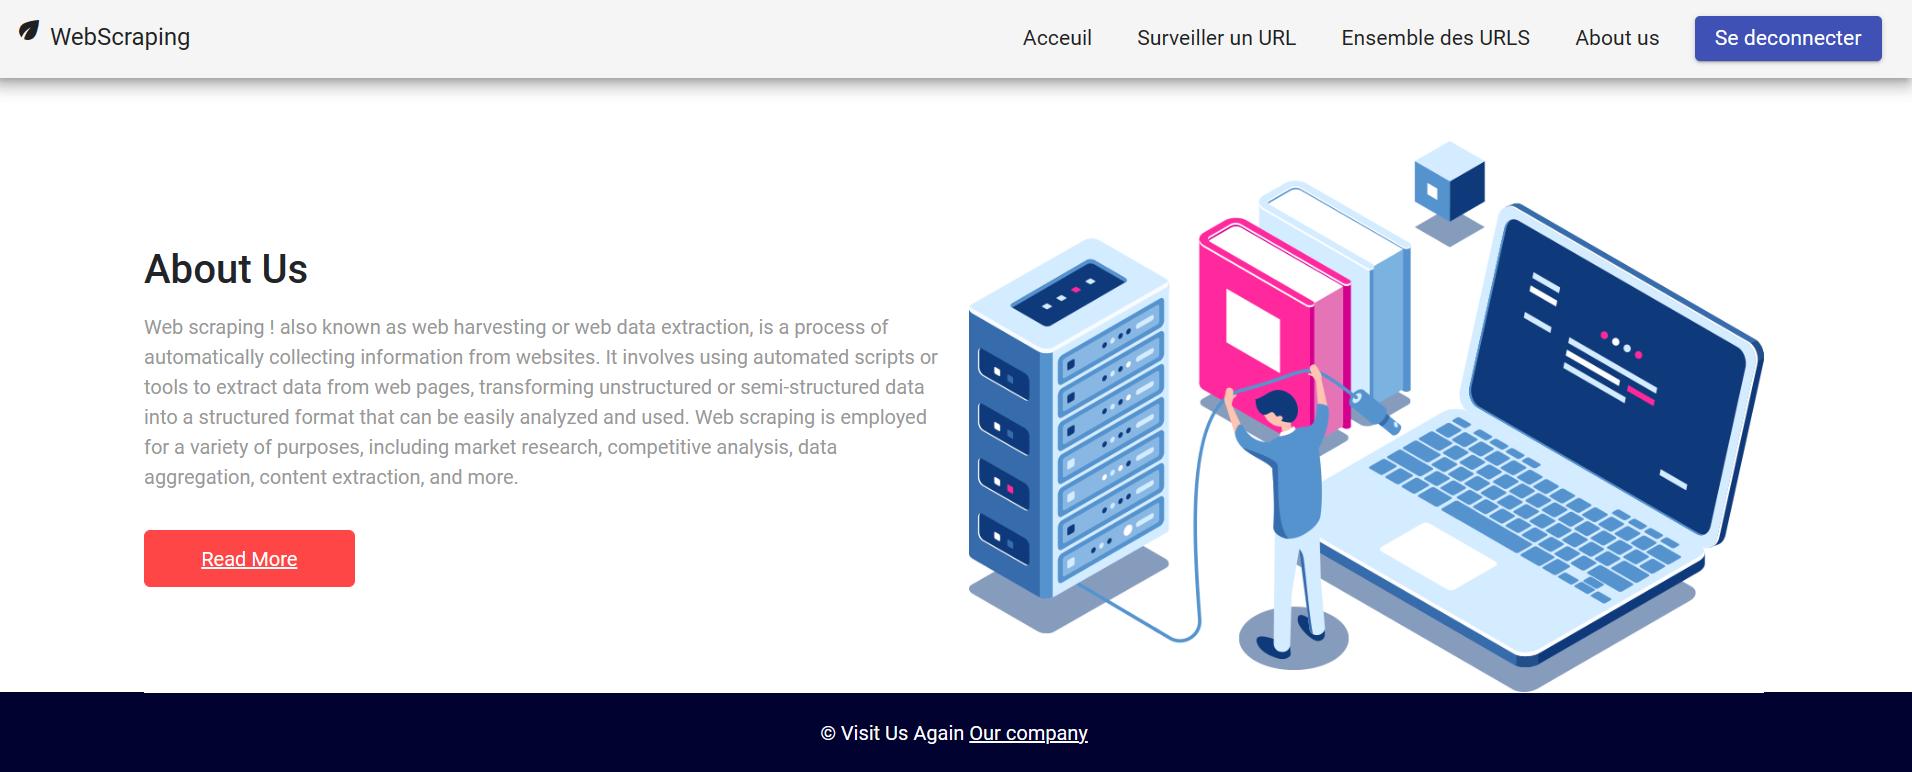 WebScraping
Acceuil
Surveiller un URL
Ensemble des URLS
About us
Se deconnecter
About Us
Web scraping ! also known as web harvesting or web data extraction, is a process of
automatically collecting information from websites. It involves using automated scripts or
tools to extract data from web pages, transforming unstructured or semi-structured data
into a structured format that can be easily analyzed and used. Web scraping is employed
for a variety of purposes, including market research, competitive analysis, data
aggregation, content extraction, and more.
Read More
© Visit Us Again Our company